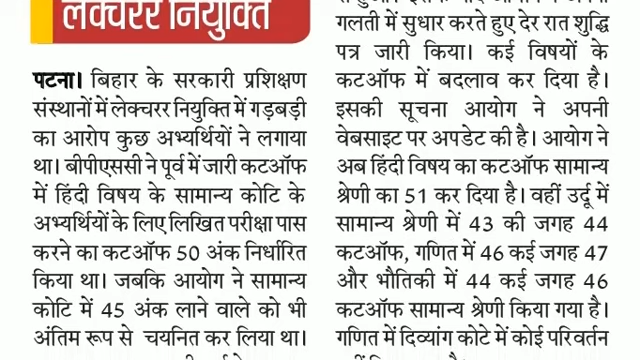 लेक्चरर नियुक्ति
पटना। बिहार के सरकारी प्रशिक्षण
संस्थानों में लेक्चरर नियुक्ति में गड़बड़ी
का आरोप कुछ अभ्यर्थियों ने लगाया
था। बीपीएससी ने पूर्व में जारी कटऑफ
में हिंदी विषय के सामान्य कोटि के
अभ्यर्थियों के लिए लिखित परीक्षा पास
करने का कटऑफ 50 अंक निर्धारित
किया था। जबकि आयोग ने सामान्य
कोटि में 45 अंक लाने वाले को भी
अंतिम रूप से चयनित कर लिया था।
गलती में सुधार करते हुए देर रात शुद्धि
पत्र जारी किया। कई विषयों के
कटऑफ में बदलाव कर दिया है।
इसकी सूचना आयोग ने अपनी
वेबसाइट पर अपडेट की है। आयोग ने
अब हिंदी विषय का कटऑफ सामान्य
श्रेणी का 51 कर दिया है। वहीं उर्दू में
सामान्य श्रेणी में 43 की जगह 44
कटऑफ, गणित में 46 कई जगह 47
और भौतिकी में 44 कई जगह 46
कटऑफ सामान्य श्रेणी किया गया है।
गणित में दिव्यांग कोटे में कोई परिवर्तन